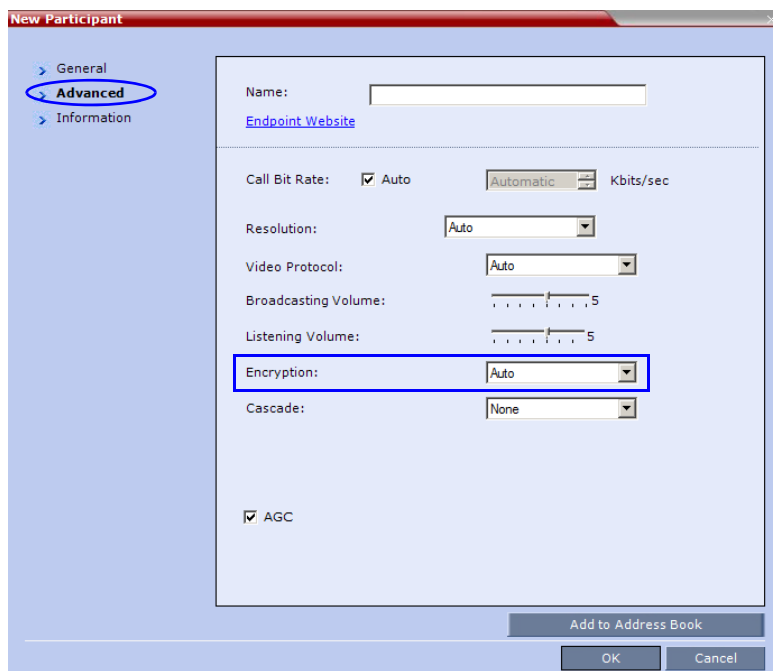 New Participant
General
Advanced
Information
Name:
Endpoint Website
Call Bit Rate: Auto Automatic Kbits/sec
Resolution: Auto
Video Protocol: Auto
Broadcasting Volume: 5
Listening Volume: 5
Encryption: Auto
Cascade: None
AGC
Add to Address Book
OK Cancel